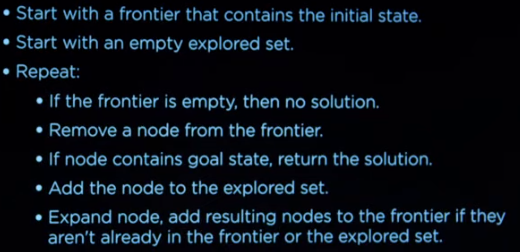 • Start with a frontier that contains the initial state.
• Start with an empty explored set.
• Repeat:
• If the frontier is empty, then no solution.
• Remove a node from the frontier.
• If node contains goal state, return the solution.
• Add the node to the explored set.
• Expand node, add resulting nodes to the frontier if they
aren't already in the frontier or the explored set.